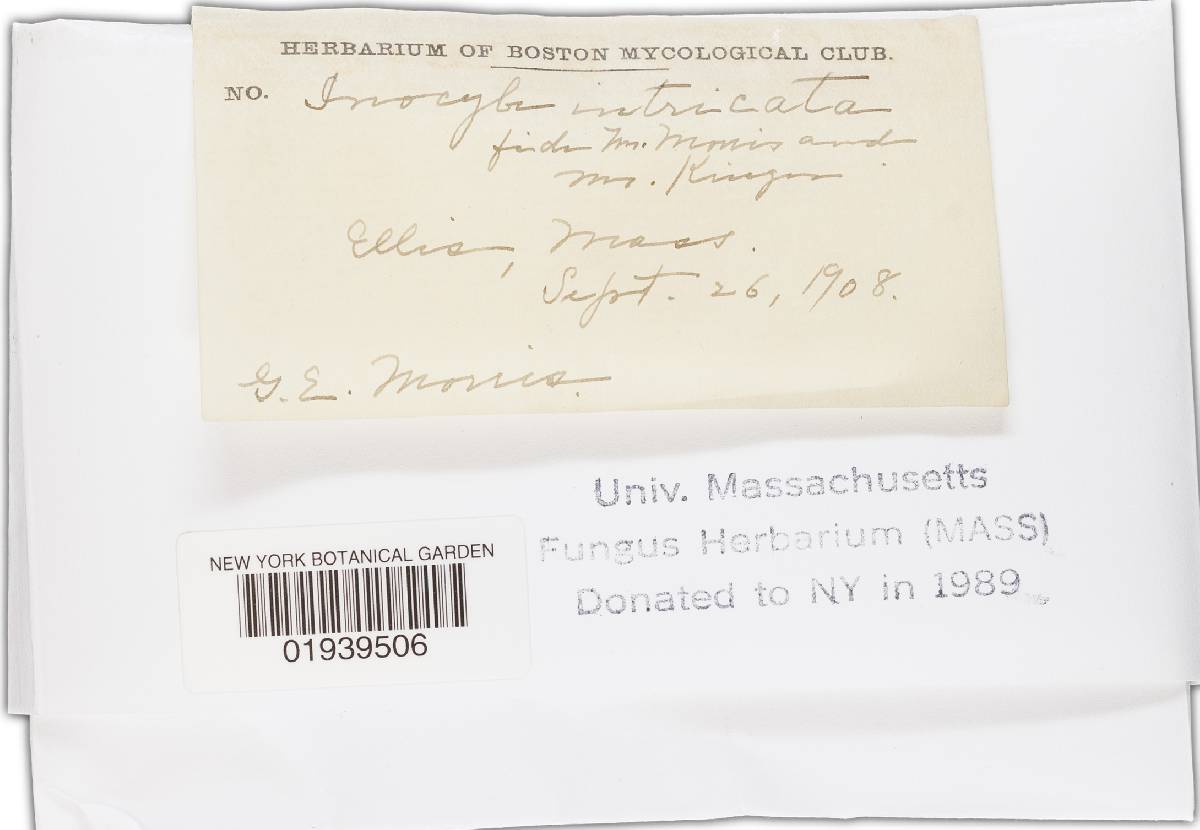 HERBARIUM OF BOSTON MYCOLOGICAL CLUB.
NO. Inocybe intricata
fide Mr. Morris and
Mr.
Ellis, Mass.
Sept. 26, 1908.
G. E. Morris.
Univ. Massachusetts
Fungus Herbarium (MASS)
Donated to NY in 1989
NEW YORK BOTANICAL GARDEN
01939506